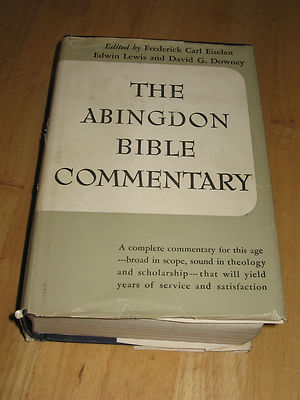 Edited by Frederick Carl Eiselen
Edwin Lewis and David G. Downey
THE
ABINGDON
BIBLE
COMMENTARY
A complete commentary for this age
—broad in scope, sound in theology
and scholarship—that will yield
years of service and satisfaction